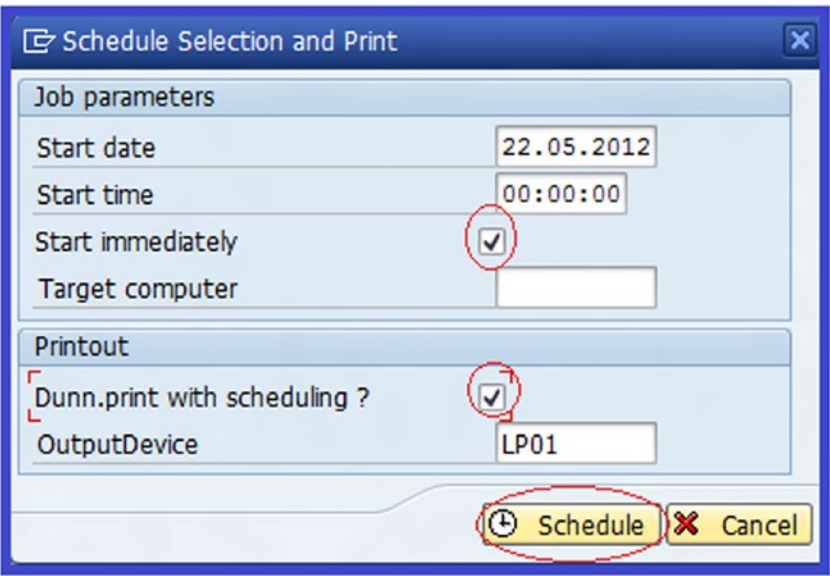 Schedule Selection and Print
Job parameters
Start date 22.05.2012
Start time 00:00:00
Start immediately
Target computer
Printout
Dunn.print with scheduling ?
OutputDevice LP01
Schedule Cancel